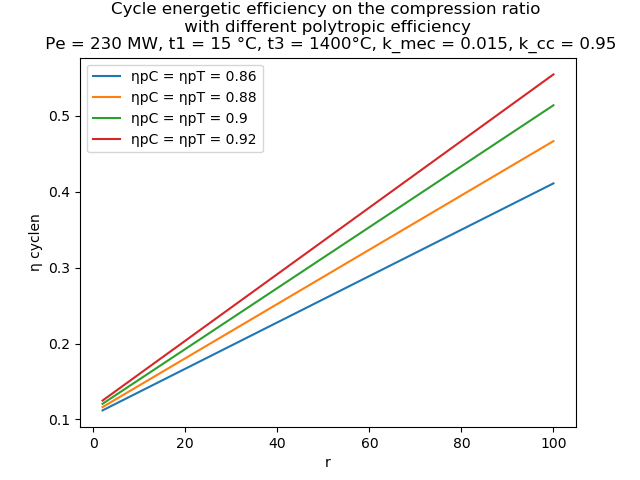 Cycle energetic efficiency on the compression ratio
with different polytropic efficiency
Pe = 230 MW, t1 = 15 °C, t3 = 1400°C, k_mec = 0.015, k_cc = 0.95
ηpC = ηpT = 0.86
ηpC = ηpT = 0.88
ηpC = ηpT = 0.9
ηpC = ηpT = 0.92
η cyclen
0.5
0.4
0.3
0.2
0.1
0 20 40 60 80 100
r